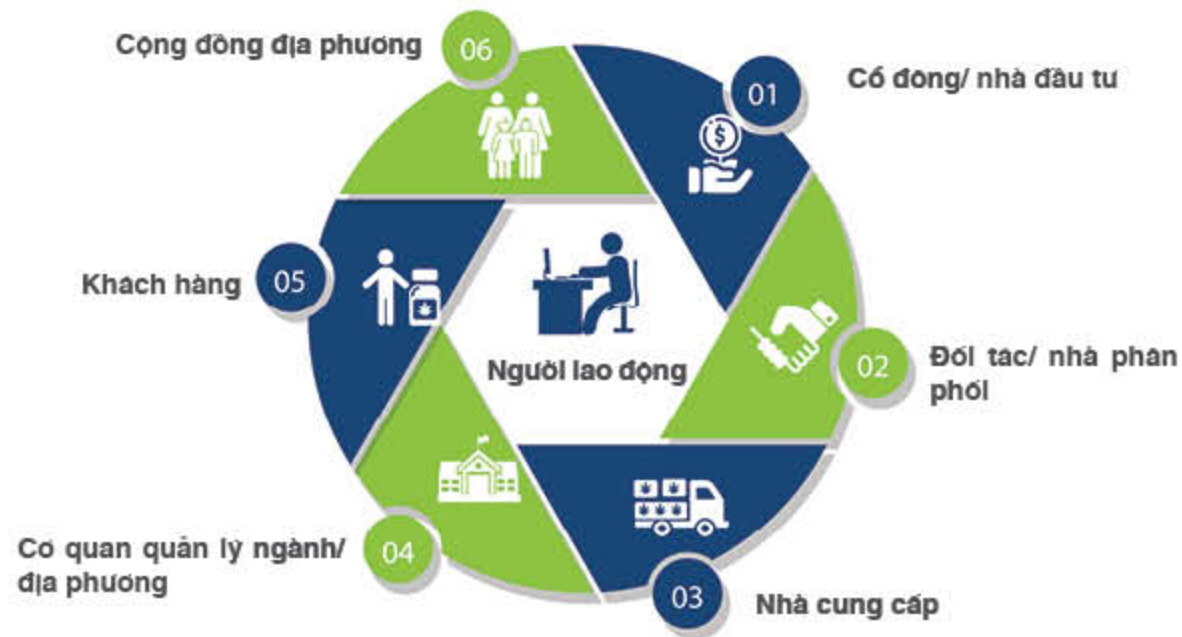 Cộng đồng địa phương
06
01
Cổ đông/ nhà đầu tư
Khách hàng
05
Người lao động
02
Đối tác/ nhà phân
phối
Cơ quan quản lý ngành/
địa phương
04
03
Nhà cung cấp
$